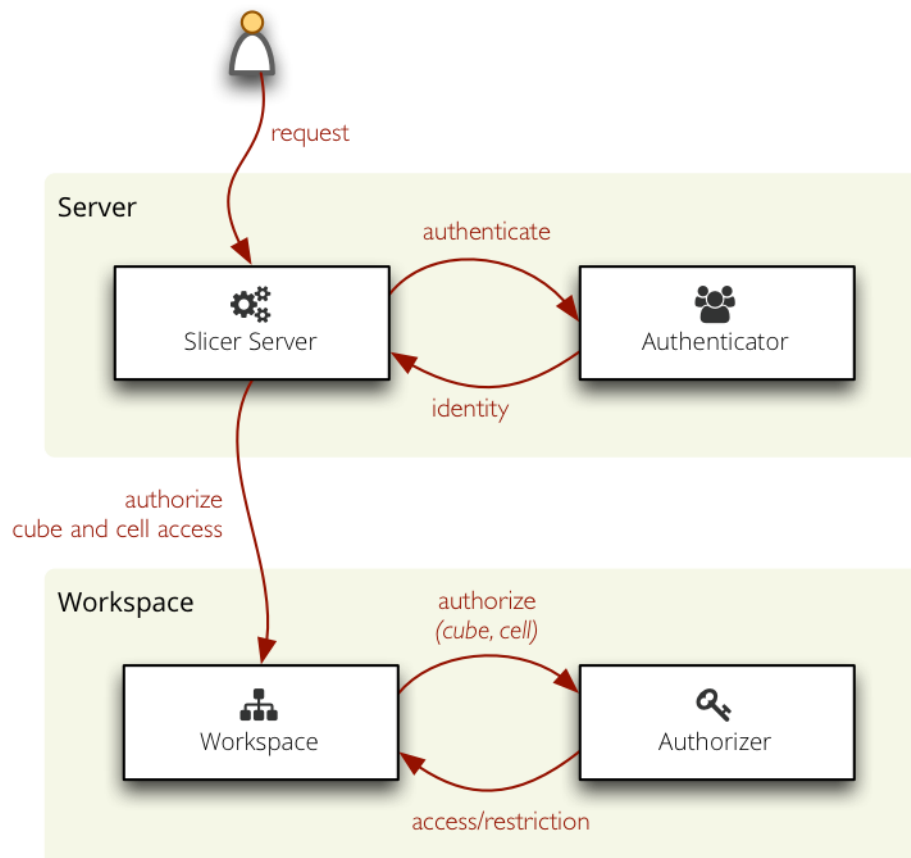 request
Server
authenticate
Slicer Server
Authenticator
identity
authorize
cube and cell access
Workspace
authorize
(cube, cell)
Workspace
Authorizer
access/restriction